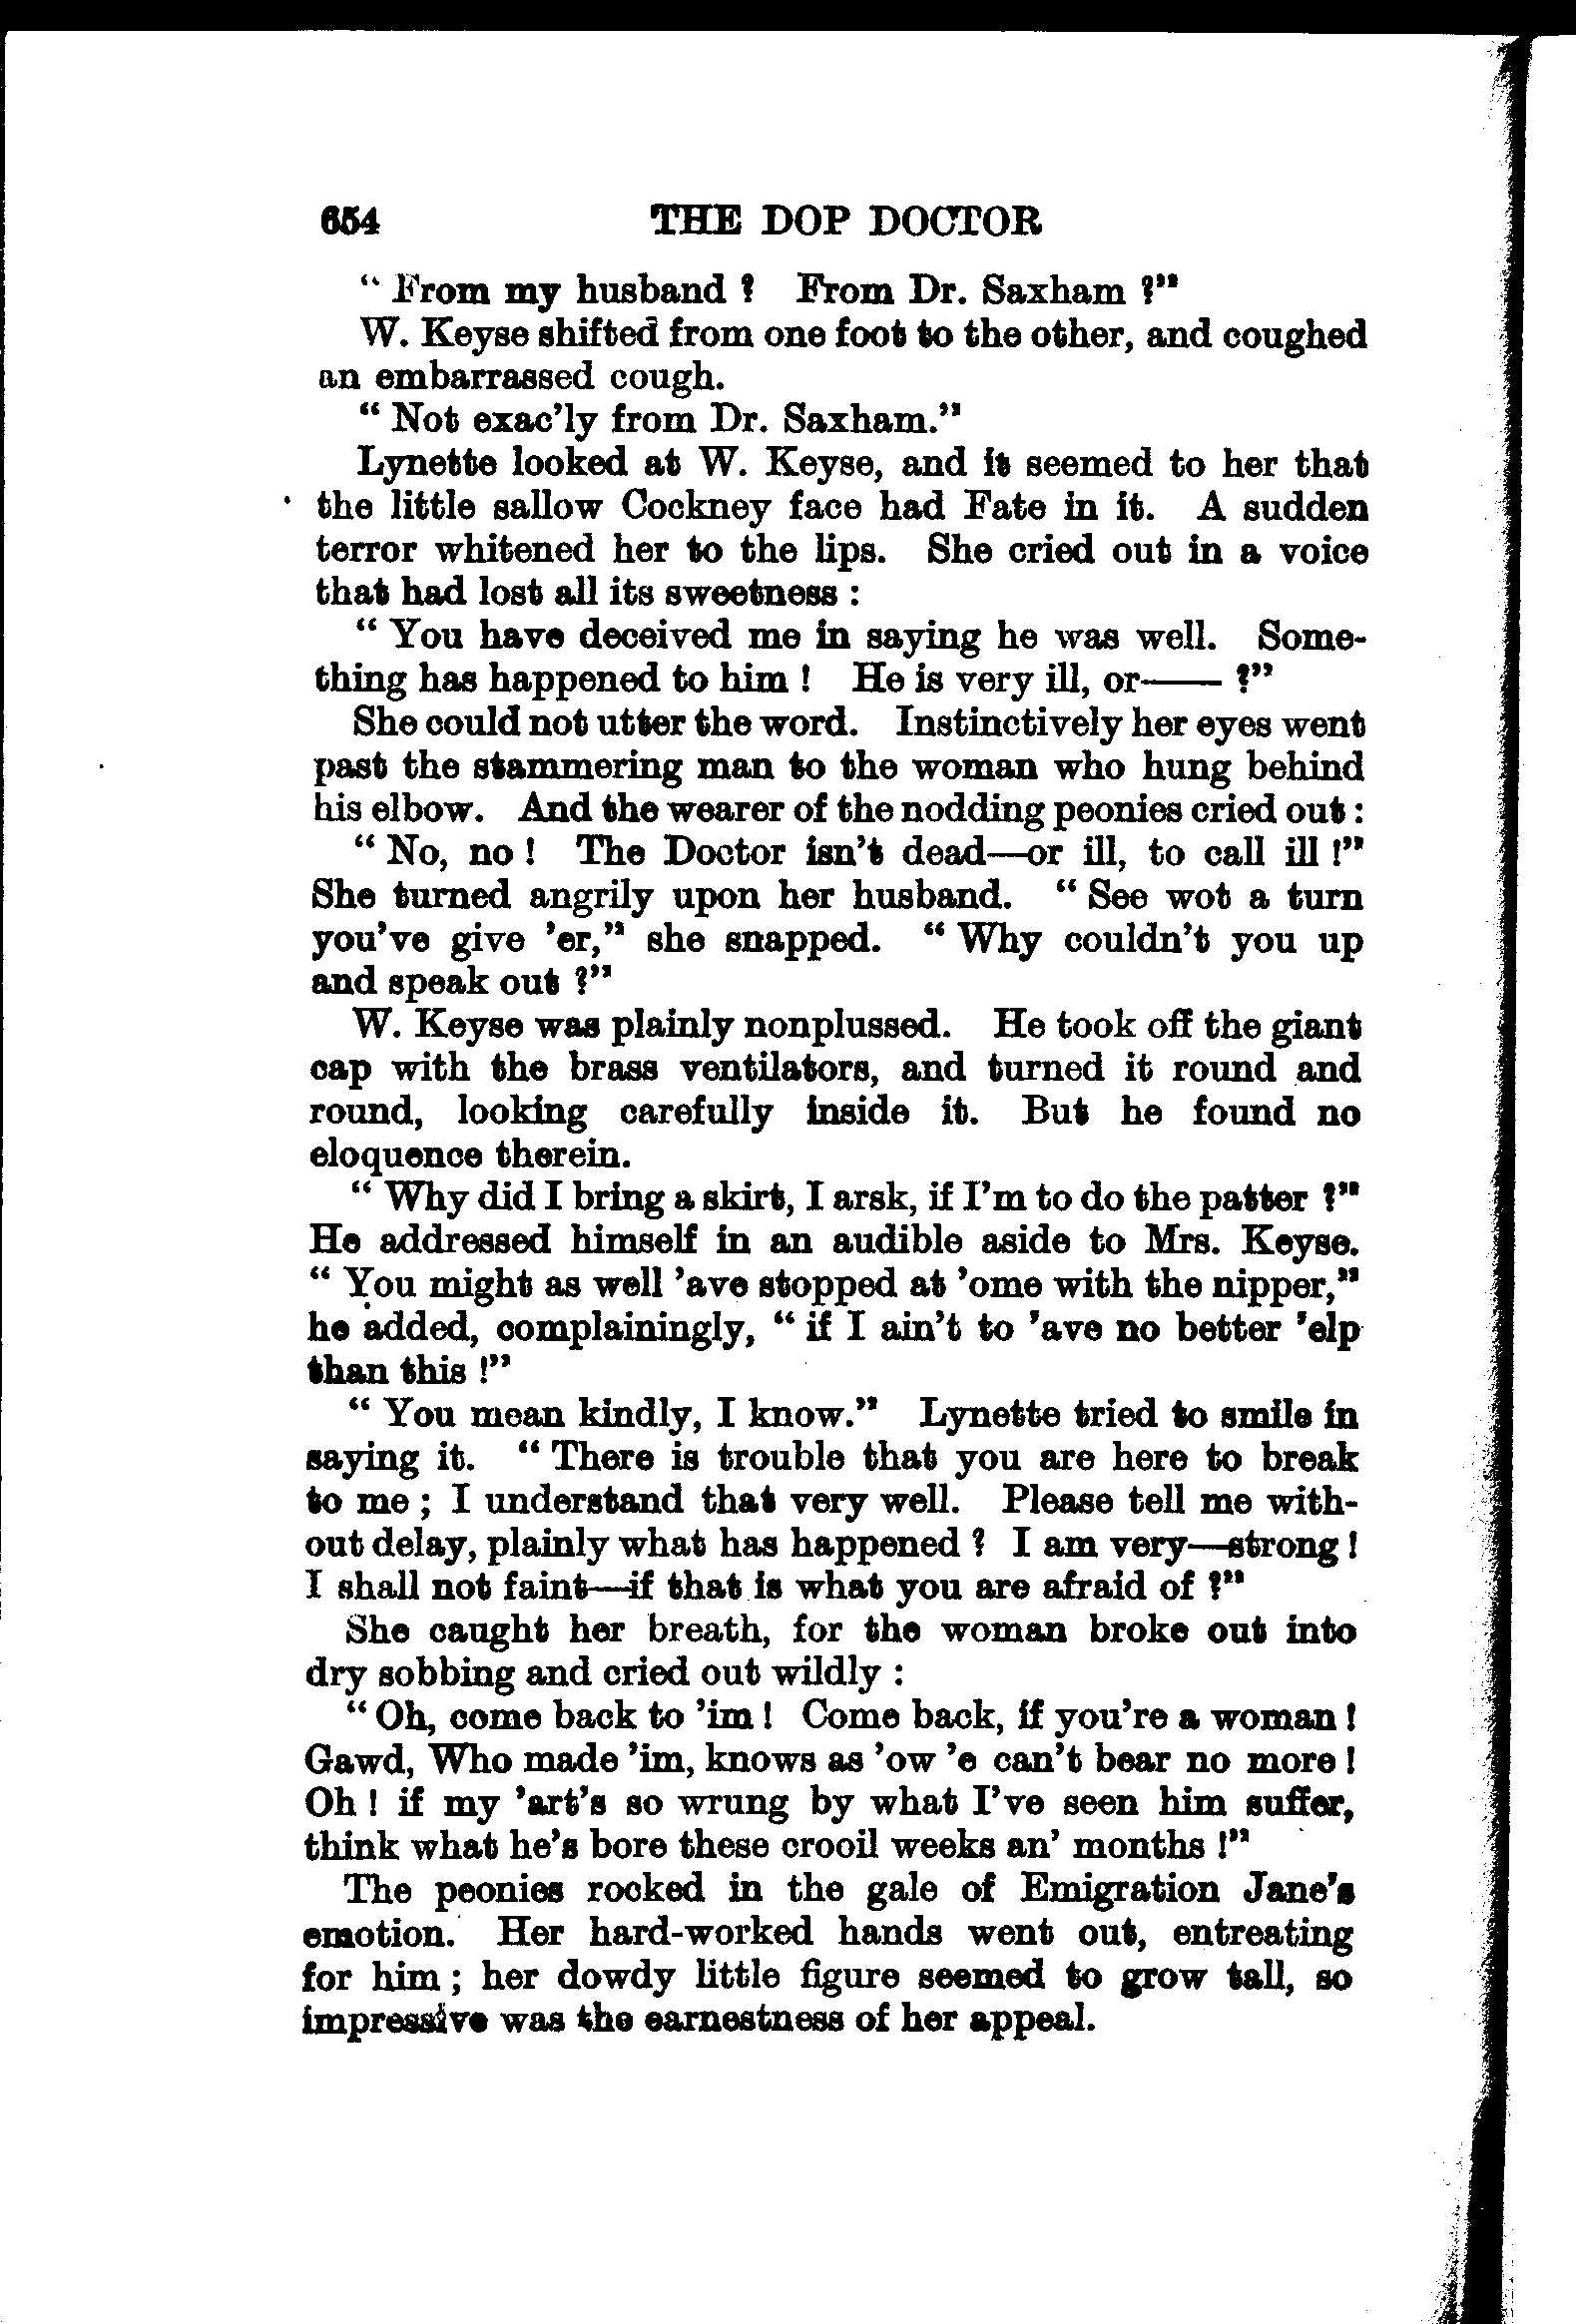 654 THE DOP DOCTOR
“ From my husband ? From Dr. Saxham ?”
W. Keyse shifted from one foot to the other, and coughed
an embarrassed cough.
“ Not exac’ly from Dr. Saxham.”
Lynette looked at W. Keyse, and it seemed to her that
the little sallow Cockney face had Fate in it. A sudden
terror whitened her to the lips. She cried out in a voice
that had lost all its sweetness :
“ You have deceived me in saying he was well. Some-
thing has happened to him ! He is very ill, or—— ?”
She could not utter the word. Instinctively her eyes went
past the stammering man to the woman who hung behind
his elbow. And the wearer of the nodding peonies cried out :
“ No, no ! The Doctor isn’t dead—or ill, to call ill !”
She turned angrily upon her husband. “ See wot a turn
you’ve give ’er,” she snapped. “ Why couldn’t you up
and speak out ?”
W. Keyse was plainly nonplussed. He took off the giant
cap with the brass ventilators, and turned it round and
round, looking carefully inside it. But he found no
eloquence therein.
“ Why did I bring a skirt, I arsk, if I’m to do the patter ?”
He addressed himself in an audible aside to Mrs. Keyse.
“ You might as well ’ave stopped at ’ome with the nipper,”
he added, complainingly, “ if I ain’t to ’ave no better ’elp
than this !”
“ You mean kindly, I know.” Lynette tried to smile in
saying it. “ There is trouble that you are here to break
to me ; I understand that very well. Please tell me with-
out delay, plainly what has happened ? I am very—strong !
I shall not faint—if that is what you are afraid of ?”
She caught her breath, for the woman broke out into
dry sobbing and cried out wildly :
“ Oh, come back to ’im ! Come back, if you’re a woman !
Gawd, Who made ’im, knows as ’ow ’e can’t bear no more !
Oh ! if my ’art’s so wrung by what I’ve seen him suffer,
think what he’s bore these crooil weeks an’ months !”
The peonies rocked in the gale of Emigration Jane’s
emotion. Her hard-worked hands went out, entreating
for him ; her dowdy little figure seemed to grow tall, so
impressive was the earnestness of her appeal.